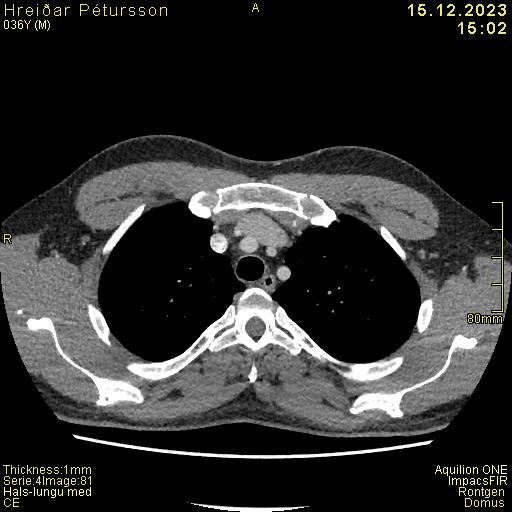 Hreiðar Pétursson
036Y (M)
A
15.12.2023
15:02
R
80mm
Thickness:1mm
Serie:4Image:81
Hals-lungu med
CE
Aquilion ONE
ImpacsFIR
Rontgen
Domus